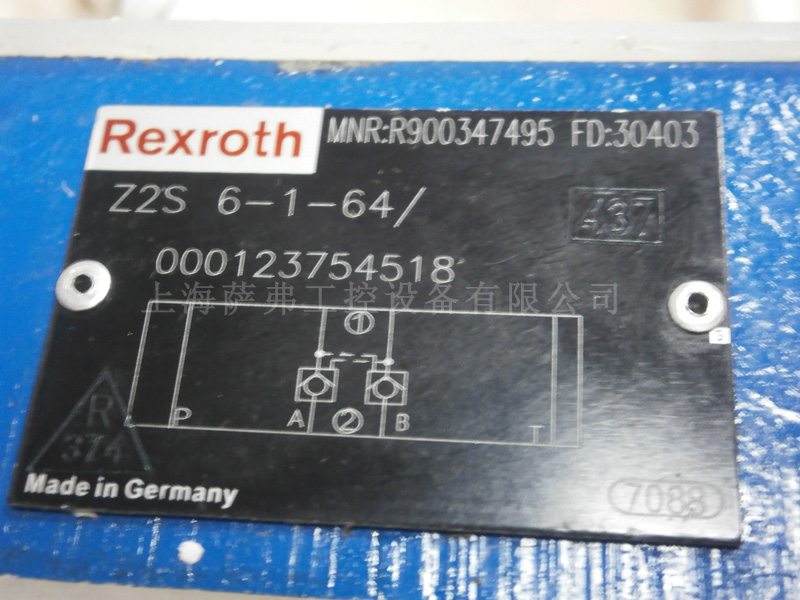 Rexroth MNR:R900347495 FD:30403
Z2S 6-1-64/ A37
000123754518
上海萨弗工控设备有限公司
1
S
P A 2 B T
R
374
Made in Germany 7088